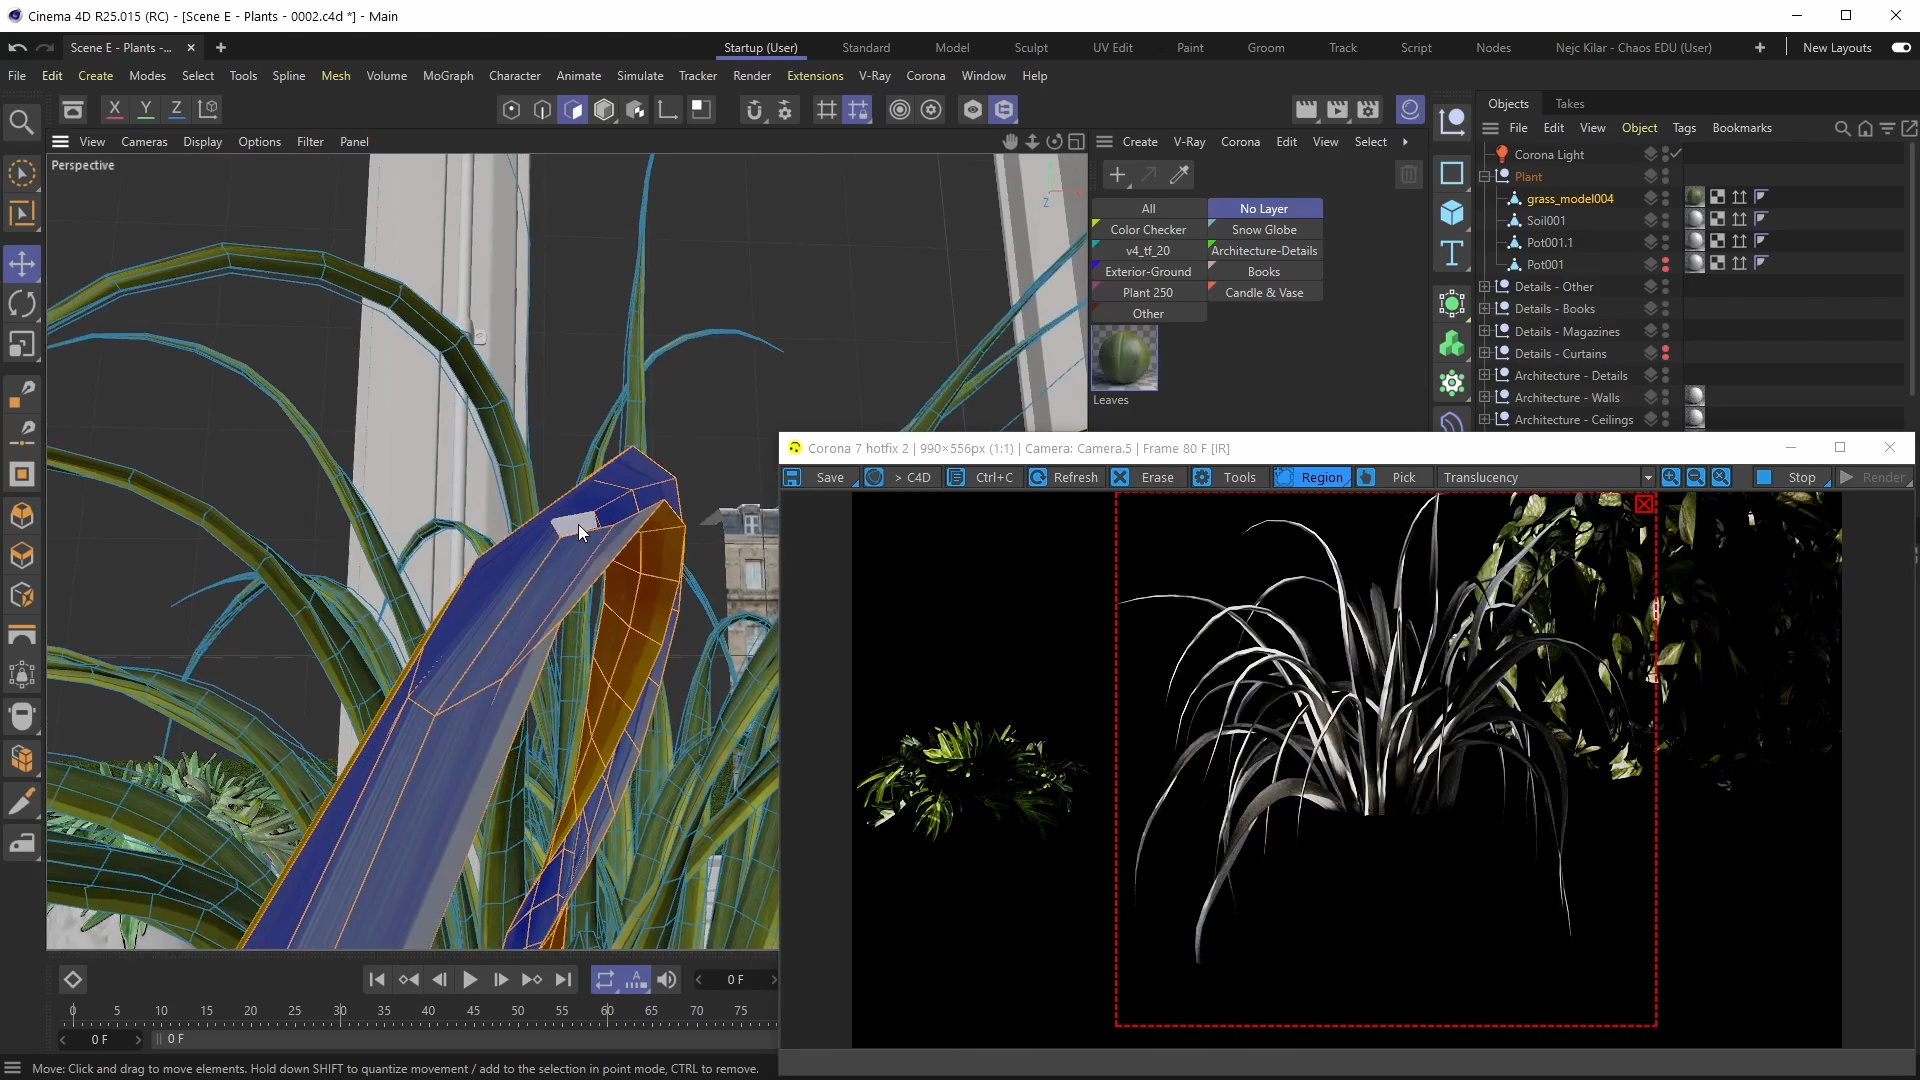 Cinema 4D R25.015 (RC) - [Scene E - Plants - 0002.c4d *] - Main
Scene E - Plants -...
Startup (User) Standard Model Sculpt UV Edit Paint Groom Track Script Nodes Nejc Kilar - Chaos EDU (User) New Layouts
File Edit Create Modes Select Tools Spline Mesh Volume MoGraph Character Animate Simulate Tracker Render Extensions V-Ray Corona Window Help
X Y Z
Objects Takes
File Edit View Object Tags Bookmarks
View Cameras Display Options Filter Panel
Create V-Ray Corona Edit View Select
Perspective
Z
All No Layer
Color Checker Snow Globe
v4_tf_20 Architecture-Details
Exterior-Ground Books
Plant 250 Candle & Vase
Other
Leaves
Corona Light
Plant
grass_model004
Soil001
Pot001.1
Pot001
Details - Other
Details - Books
Details - Magazines
Details - Curtains
Architecture - Details
Architecture - Walls
Architecture - Ceilings
Corona 7 hotfix 2 | 990×556px (1:1) | Camera: Camera.5 | Frame 80 F [IR]
Save > C4D Ctrl+C Refresh Erase Tools Region Pick Translucency Stop Render
0 F
0 5 10 15 20 25 30 35 40 45 50 55 60 65 70 75
0 F 0 F
Move: Click and drag to move elements. Hold down SHIFT to quantize movement / add to the selection in point mode, CTRL to remove.